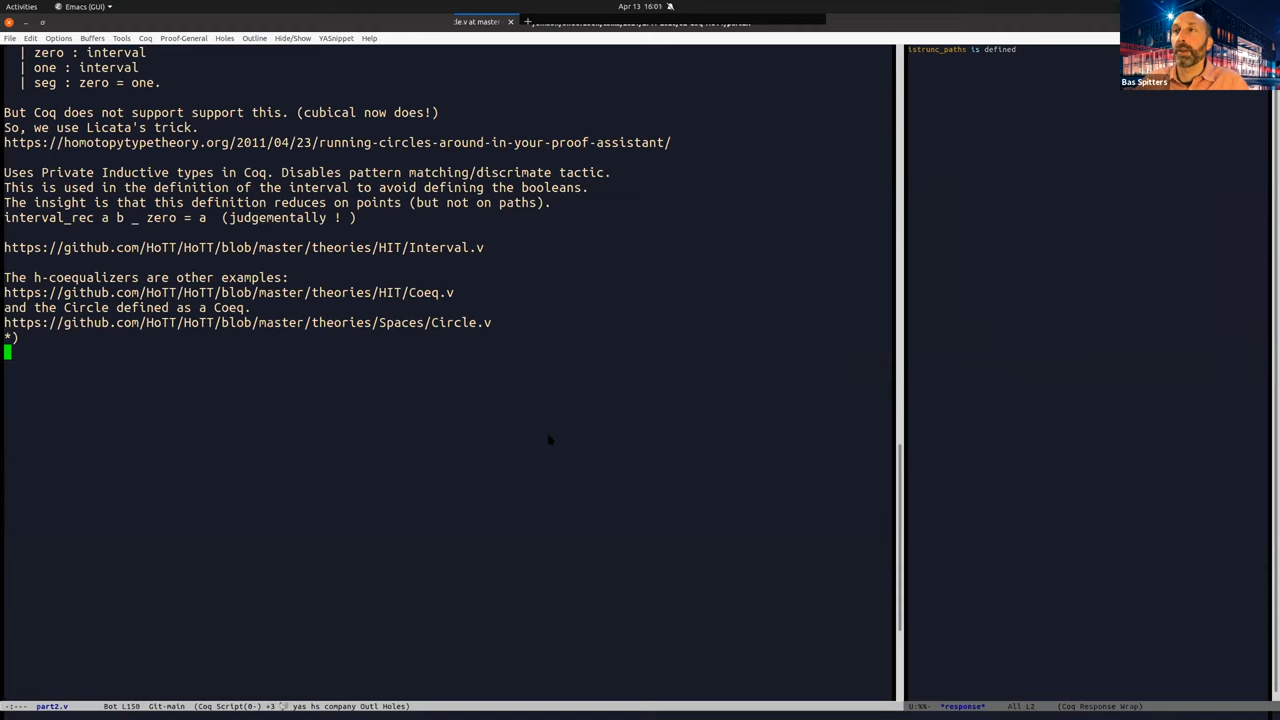 Activities Emacs (GUI) Apr 13 16:01
cle.v at master
File Edit Options Buffers Tools Coq Proof-General Holes Outline Hide/Show YASnippet Help
| zero : interval
| one : interval
| seg : zero = one.
But Coq does not support support this. (cubical now does!)
So, we use Licata's trick.
https://homotopytypetheory.org/2011/04/23/running-circles-around-in-your-proof-assistant/
Uses Private Inductive types in Coq. Disables pattern matching/discrimate tactic.
This is used in the definition of the interval to avoid defining the booleans.
The insight is that this definition reduces on points (but not on paths).
interval_rec a b _ zero = a (judgementally ! )
https://github.com/HoTT/HoTT/blob/master/theories/HIT/Interval.v
The h-coequalizers are other examples:
https://github.com/HoTT/HoTT/blob/master/theories/HIT/Coeq.v
and the Circle defined as a Coeq.
https://github.com/HoTT/HoTT/blob/master/theories/Spaces/Circle.v
*)
-:--- part2.v Bot L150 Git-main (Coq Script(0-) +3 yas hs company Outl Holes)
istrunc_paths is defined
Bas Spitters
U:%%- *response* All L2 (Coq Response Wrap)